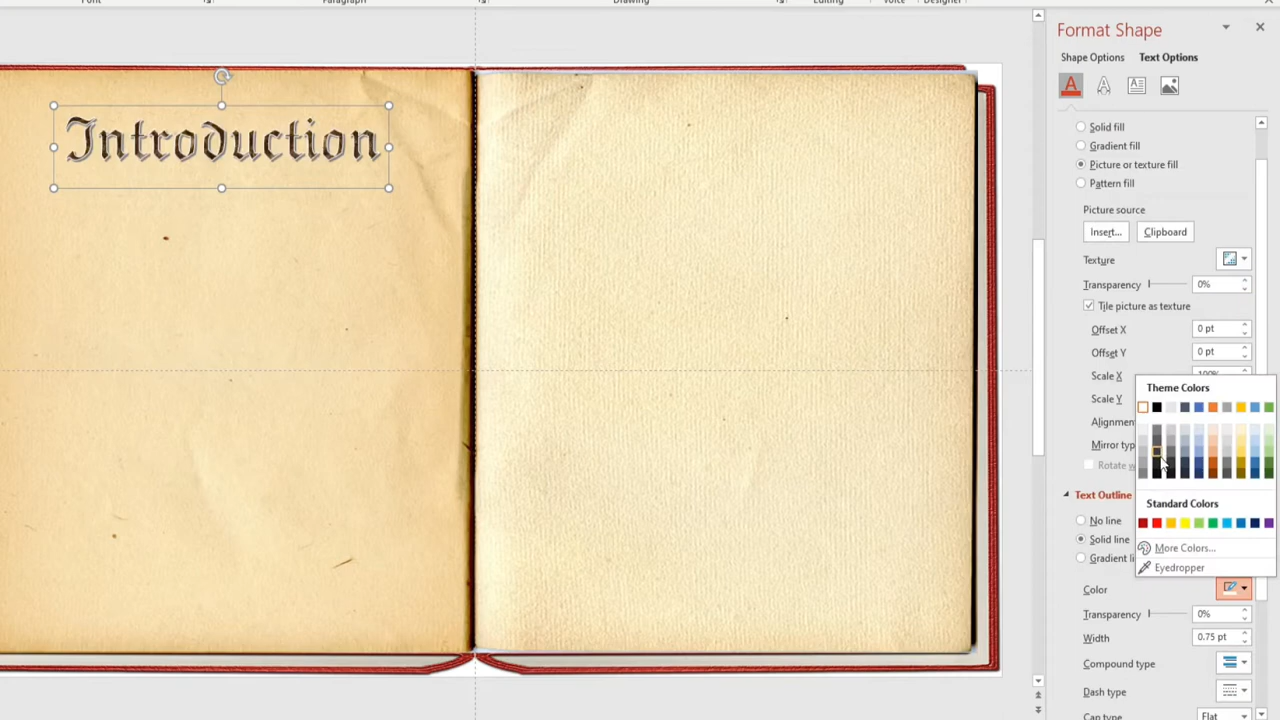 Font
Paragraph
Drawing
Editing
Voice
Designer
Format Shape
Shape Options
Text Options
Introduction
Solid fill
Gradient fill
Picture or texture fill
Pattern fill
Picture source
Insert...
Clipboard
Texture
Transparency
0%
Tile picture as texture
Offset X
0 pt
Offset Y
0 pt
Scale X
100%
Scale Y
Theme Colors
Standard Colors
More Colors...
Eyedropper
Text Outline
No line
Solid line
Color
Transparency
0%
Width
0.75 pt
Compound type
Dash type
Cap type
Flat